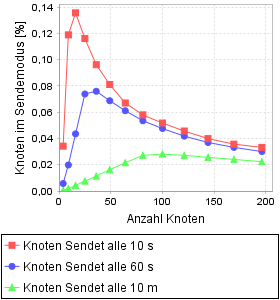 Knoten im Sendemodus [%]
0,14
0,12
0,10
0,08
0,06
0,04
0,02
0,00
0 50 100 150 200
Anzahl Knoten
Knoten Sendet alle 10 s
Knoten Sendet alle 60 s
Knoten Sendet alle 10 m